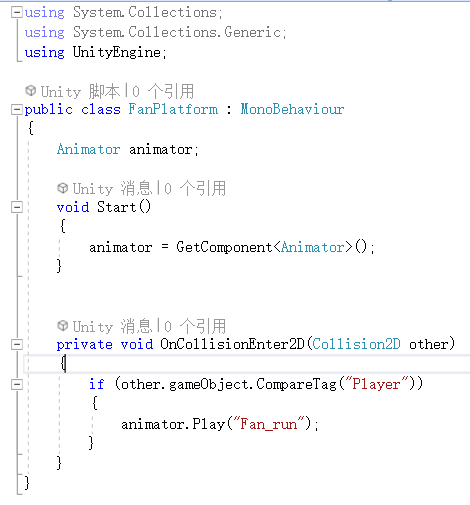 using System.Collections;
using System.Collections.Generic;
using UnityEngine;
Unity 脚本|0 个引用
public class FanPlatform : MonoBehaviour
{
Animator animator;
Unity 消息|0 个引用
void Start()
{
animator = GetComponent<Animator>();
}
Unity 消息|0 个引用
private void OnCollisionEnter2D(Collision2D other)
{
if (other.gameObject.CompareTag("Player"))
{
animator.Play("Fan_run");
}
}
}